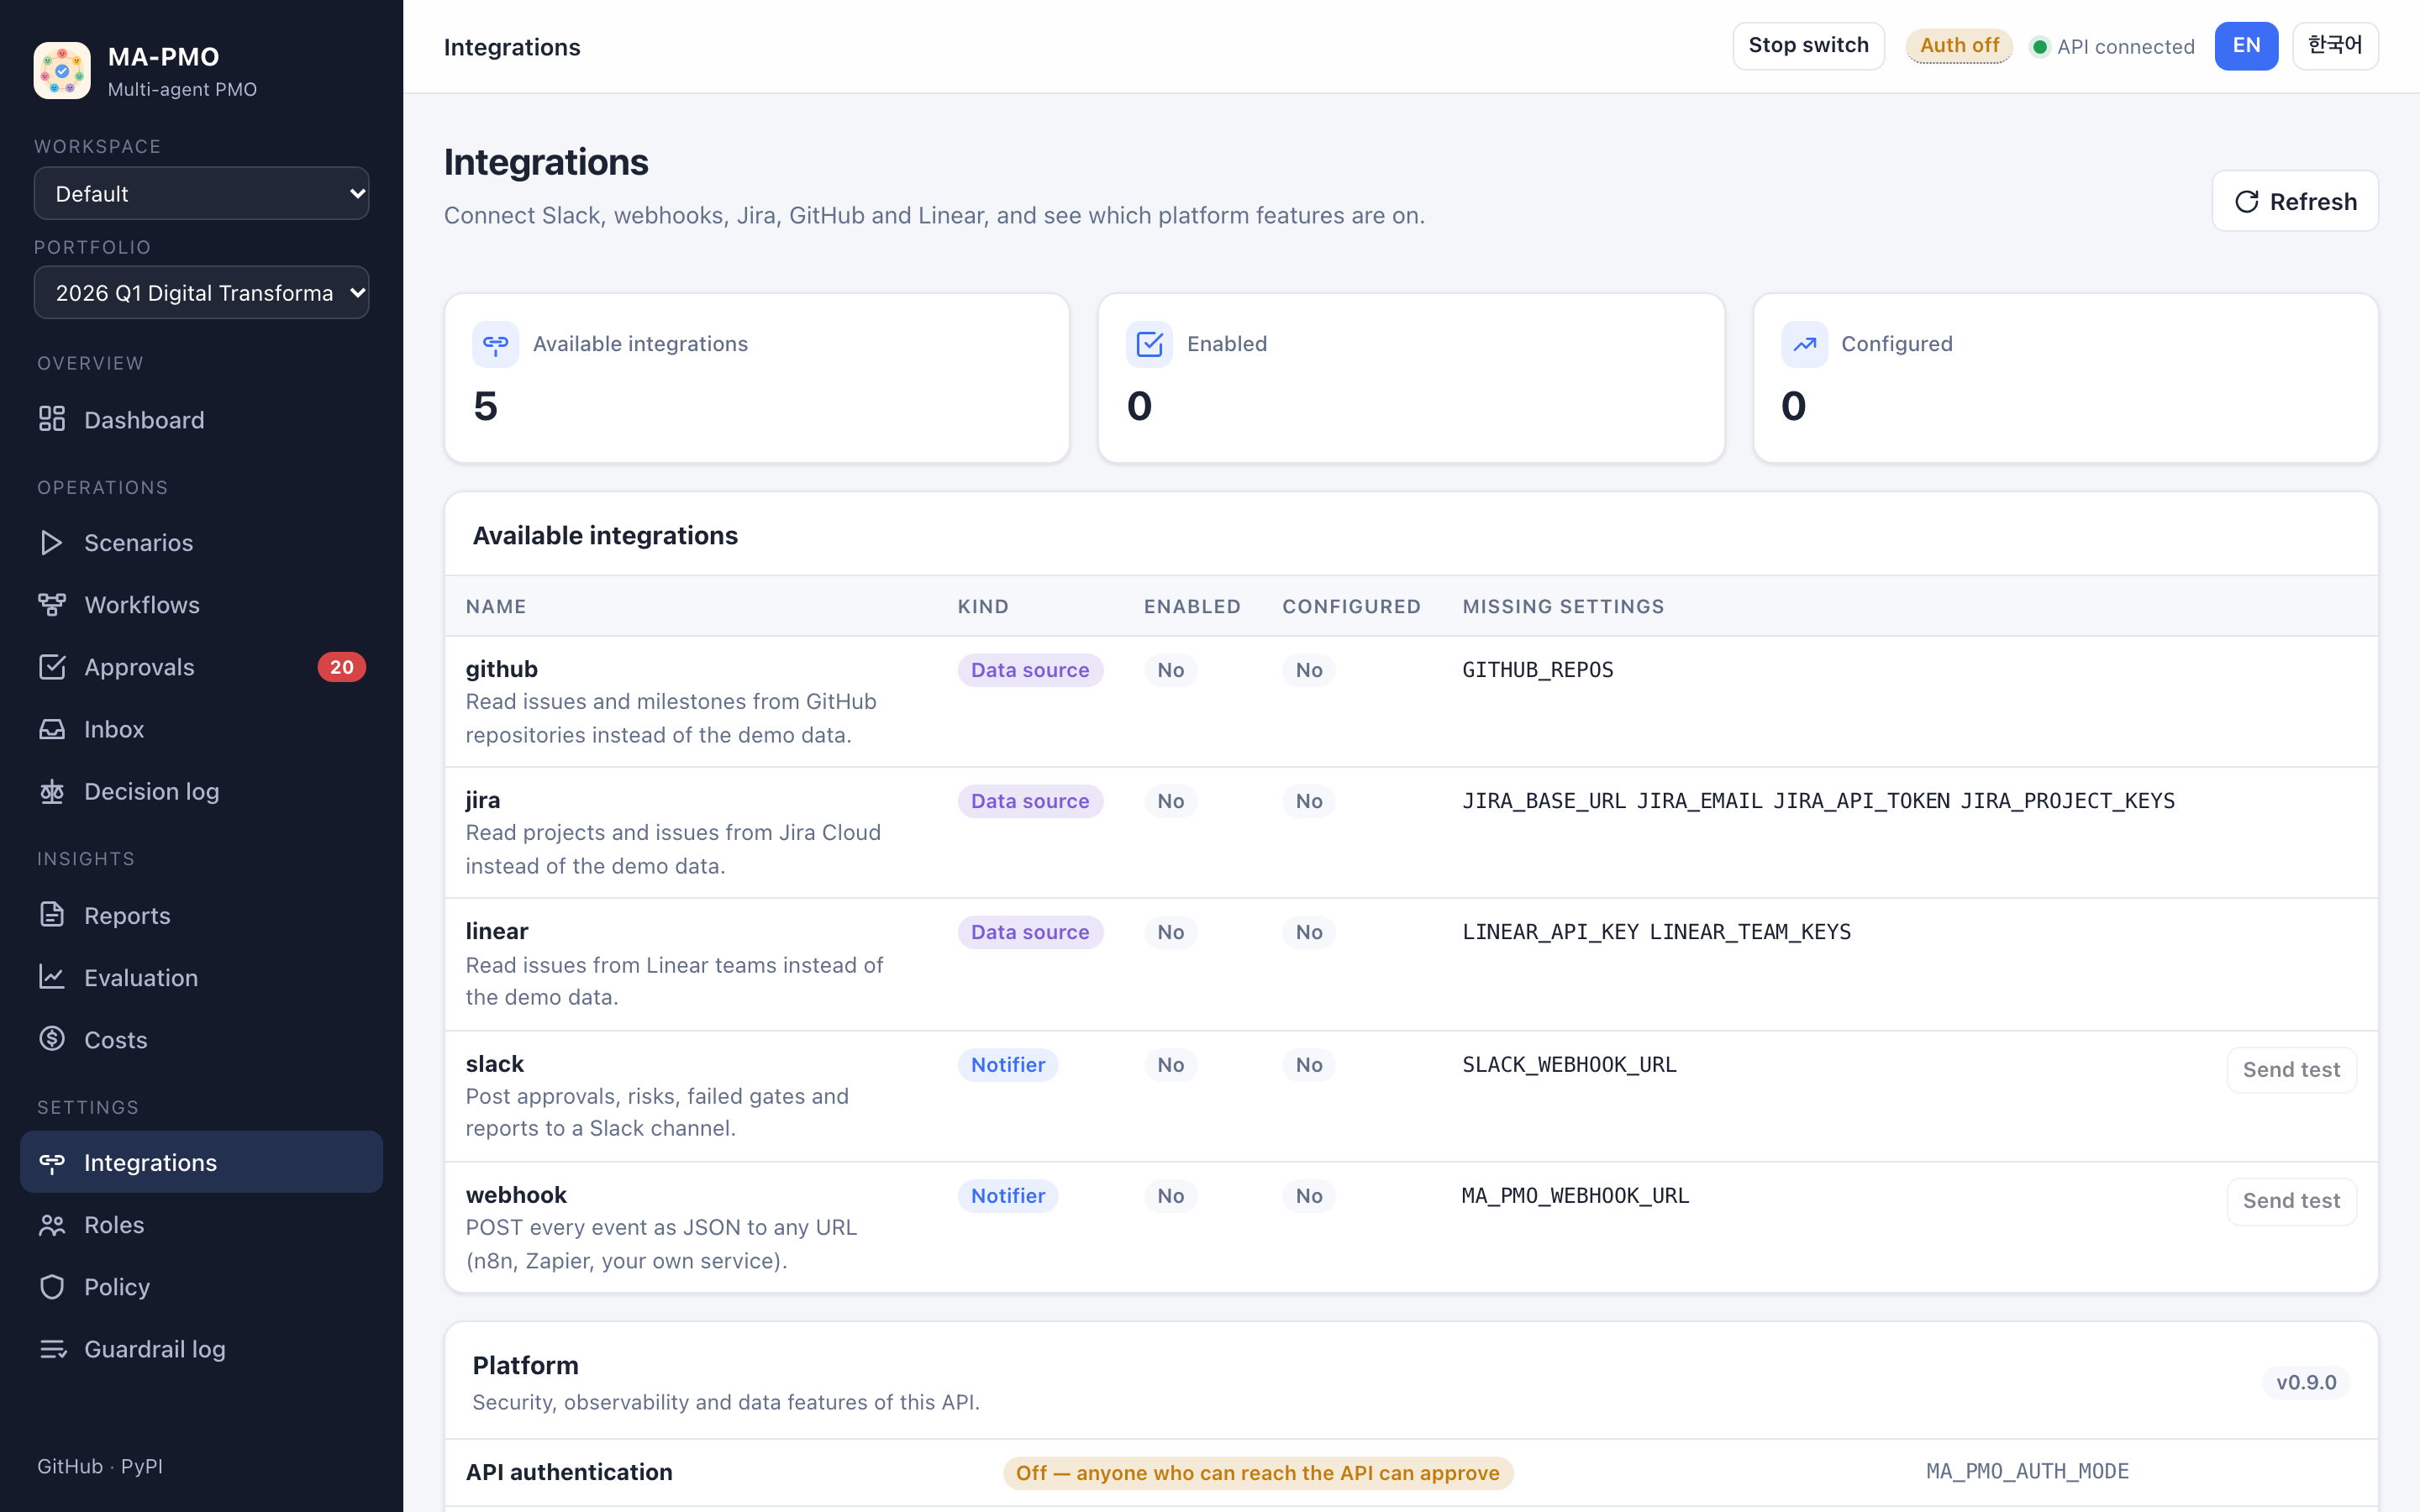 MA-PMO
Multi-agent PMO
WORKSPACE
Default
PORTFOLIO
2026 Q1 Digital Transforma
OVERVIEW
Dashboard
OPERATIONS
Scenarios
Workflows
Approvals 20
Inbox
Decision log
INSIGHTS
Reports
Evaluation
Costs
SETTINGS
Integrations
Roles
Policy
Guardrail log
GitHub · PyPI
Integrations
Stop switch Auth off API connected EN 한국어
Integrations
Connect Slack, webhooks, Jira, GitHub and Linear, and see which platform features are on.
Refresh
Available integrations
5
Enabled
0
Configured
0
Available integrations
NAME KIND ENABLED CONFIGURED MISSING SETTINGS
github Data source No No GITHUB_REPOS
Read issues and milestones from GitHub
repositories instead of the demo data.
jira Data source No No JIRA_BASE_URL JIRA_EMAIL JIRA_API_TOKEN JIRA_PROJECT_KEYS
Read projects and issues from Jira Cloud
instead of the demo data.
linear Data source No No LINEAR_API_KEY LINEAR_TEAM_KEYS
Read issues from Linear teams instead of
the demo data.
slack Notifier No No SLACK_WEBHOOK_URL Send test
Post approvals, risks, failed gates and
reports to a Slack channel.
webhook Notifier No No MA_PMO_WEBHOOK_URL Send test
POST every event as JSON to any URL
(n8n, Zapier, your own service).
Platform
Security, observability and data features of this API.
v0.9.0
API authentication Off — anyone who can reach the API can approve MA_PMO_AUTH_MODE